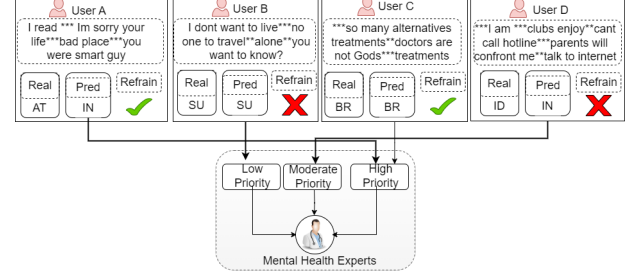 User A
I read *** Im sorry your
life***bad place***you
were smart guy
Real
AT
Pred
IN
Refrain
User B
I dont want to live***no
one to travel**alone**you
want to know?
Real
SU
Pred
SU
Refrain
User C
***so many alternatives
treatments**doctors are
not Gods***treatments
Real
BR
Pred
BR
Refrain
User D
***I am ***clubs enjoy**cant
call hotline***parents will
confront me**talk to internet
Real
ID
Pred
IN
Refrain
Low
Priority
Moderate
Priority
High
Priority
Mental Health Experts